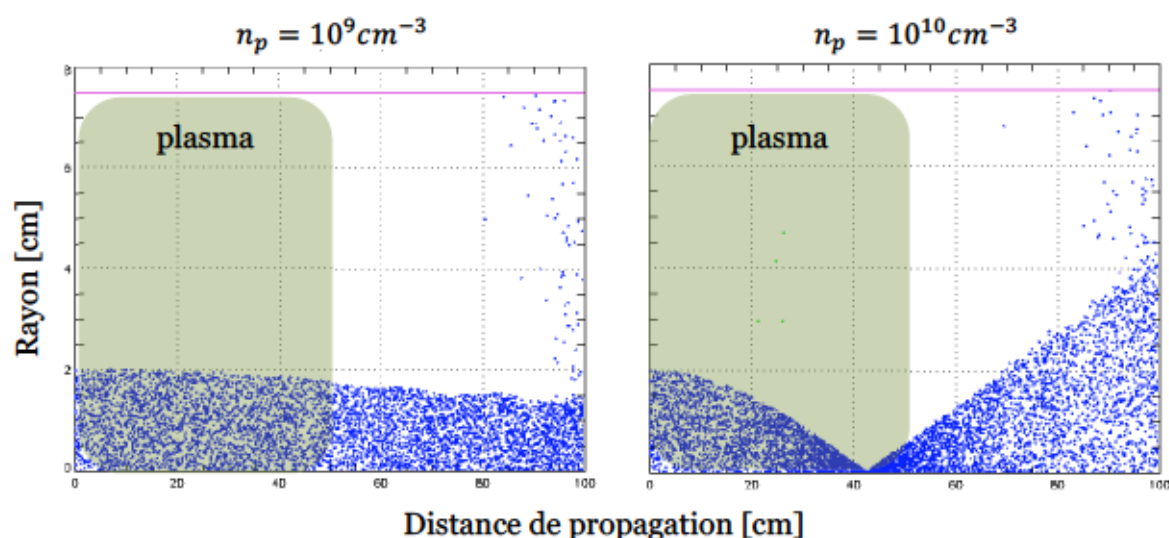 n_p = 10^9 cm^{-3}
n_p = 10^{10} cm^{-3}
8
6
4
2
0
plasma
plasma
Rayon [cm]
0 20 40 60 80 100
0 20 40 60 80 100
Distance de propagation [cm]